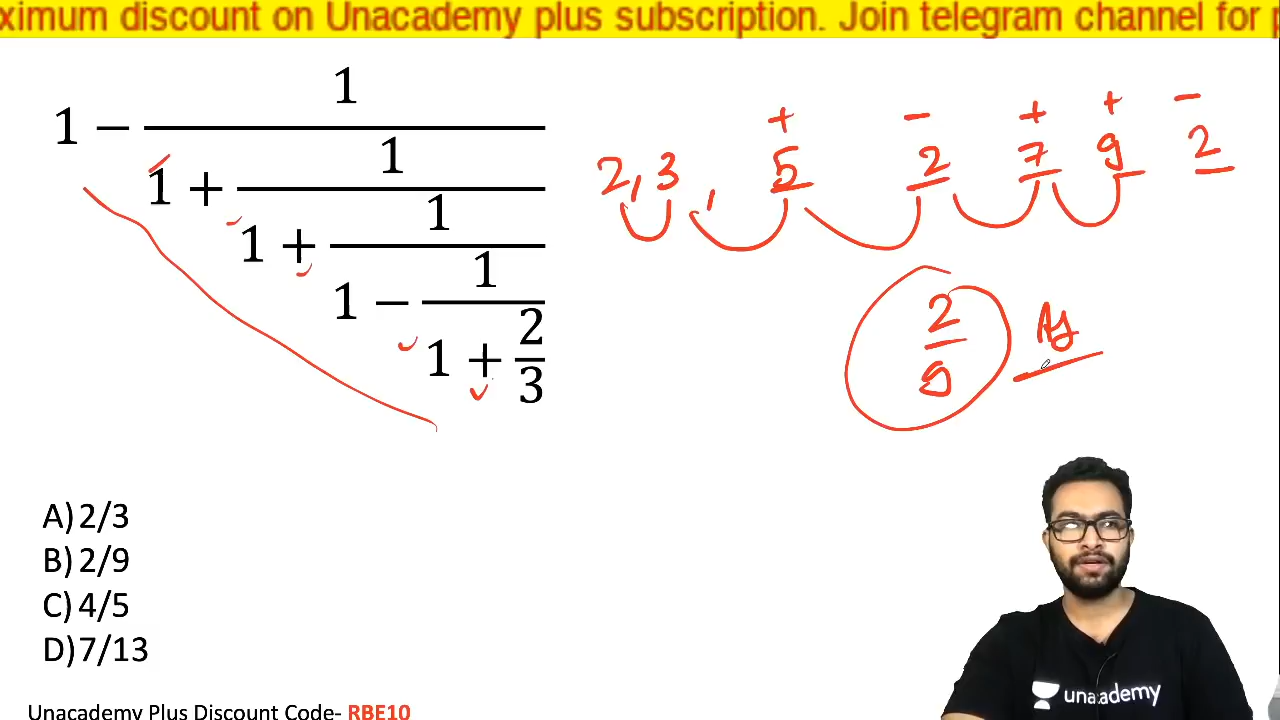 ximum discount on Unacademy plus subscription. Join telegram channel for p
1 − 1
1 + 1
1 + 1
1 − 1
1 + 2
3
+ − + + −
2, 3, 5 2 7 9 2
2
9
A) 2/3
B) 2/9
C) 4/5
D) 7/13
unacademy
Unacademy Plus Discount Code- RBE10